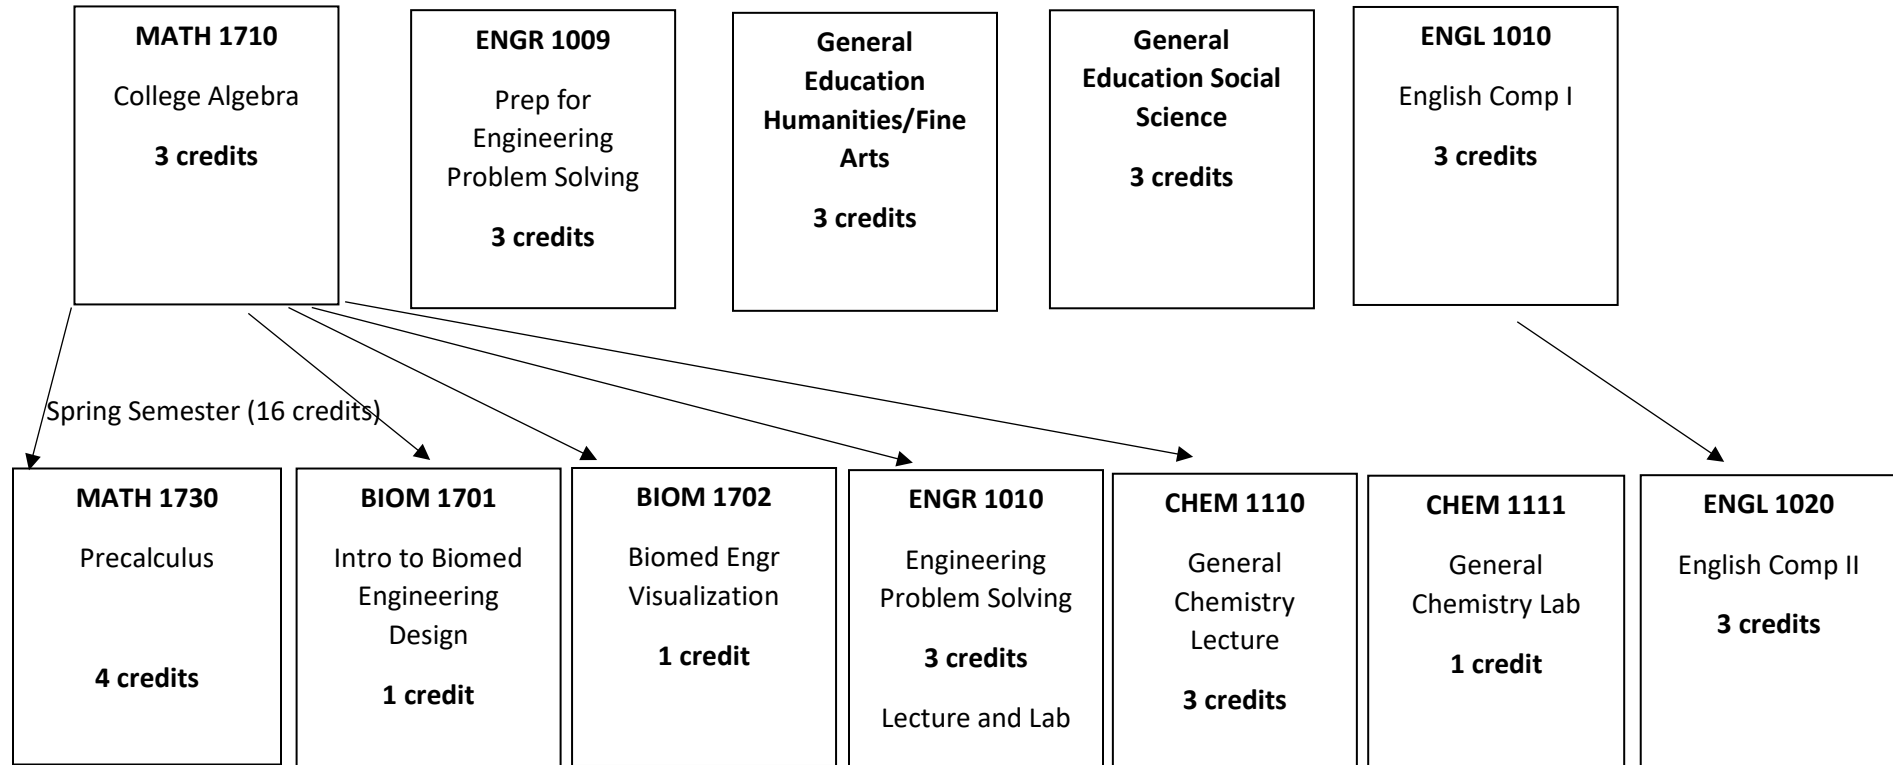 MATH 1710
College Algebra
3 credits
ENGR 1009
Prep for
Engineering
Problem Solving
3 credits
General
Education
Humanities/Fine
Arts
3 credits
General
Education Social
Science
3 credits
ENGL 1010
English Comp I
3 credits
Spring Semester (16 credits)
MATH 1730
Precalculus
4 credits
BIOM 1701
Intro to Biomed
Engineering
Design
1 credit
BIOM 1702
Biomed Engr
Visualization
1 credit
ENGR 1010
Engineering
Problem Solving
3 credits
Lecture and Lab
CHEM 1110
General
Chemistry
Lecture
3 credits
CHEM 1111
General
Chemistry Lab
1 credit
ENGL 1020
English Comp II
3 credits